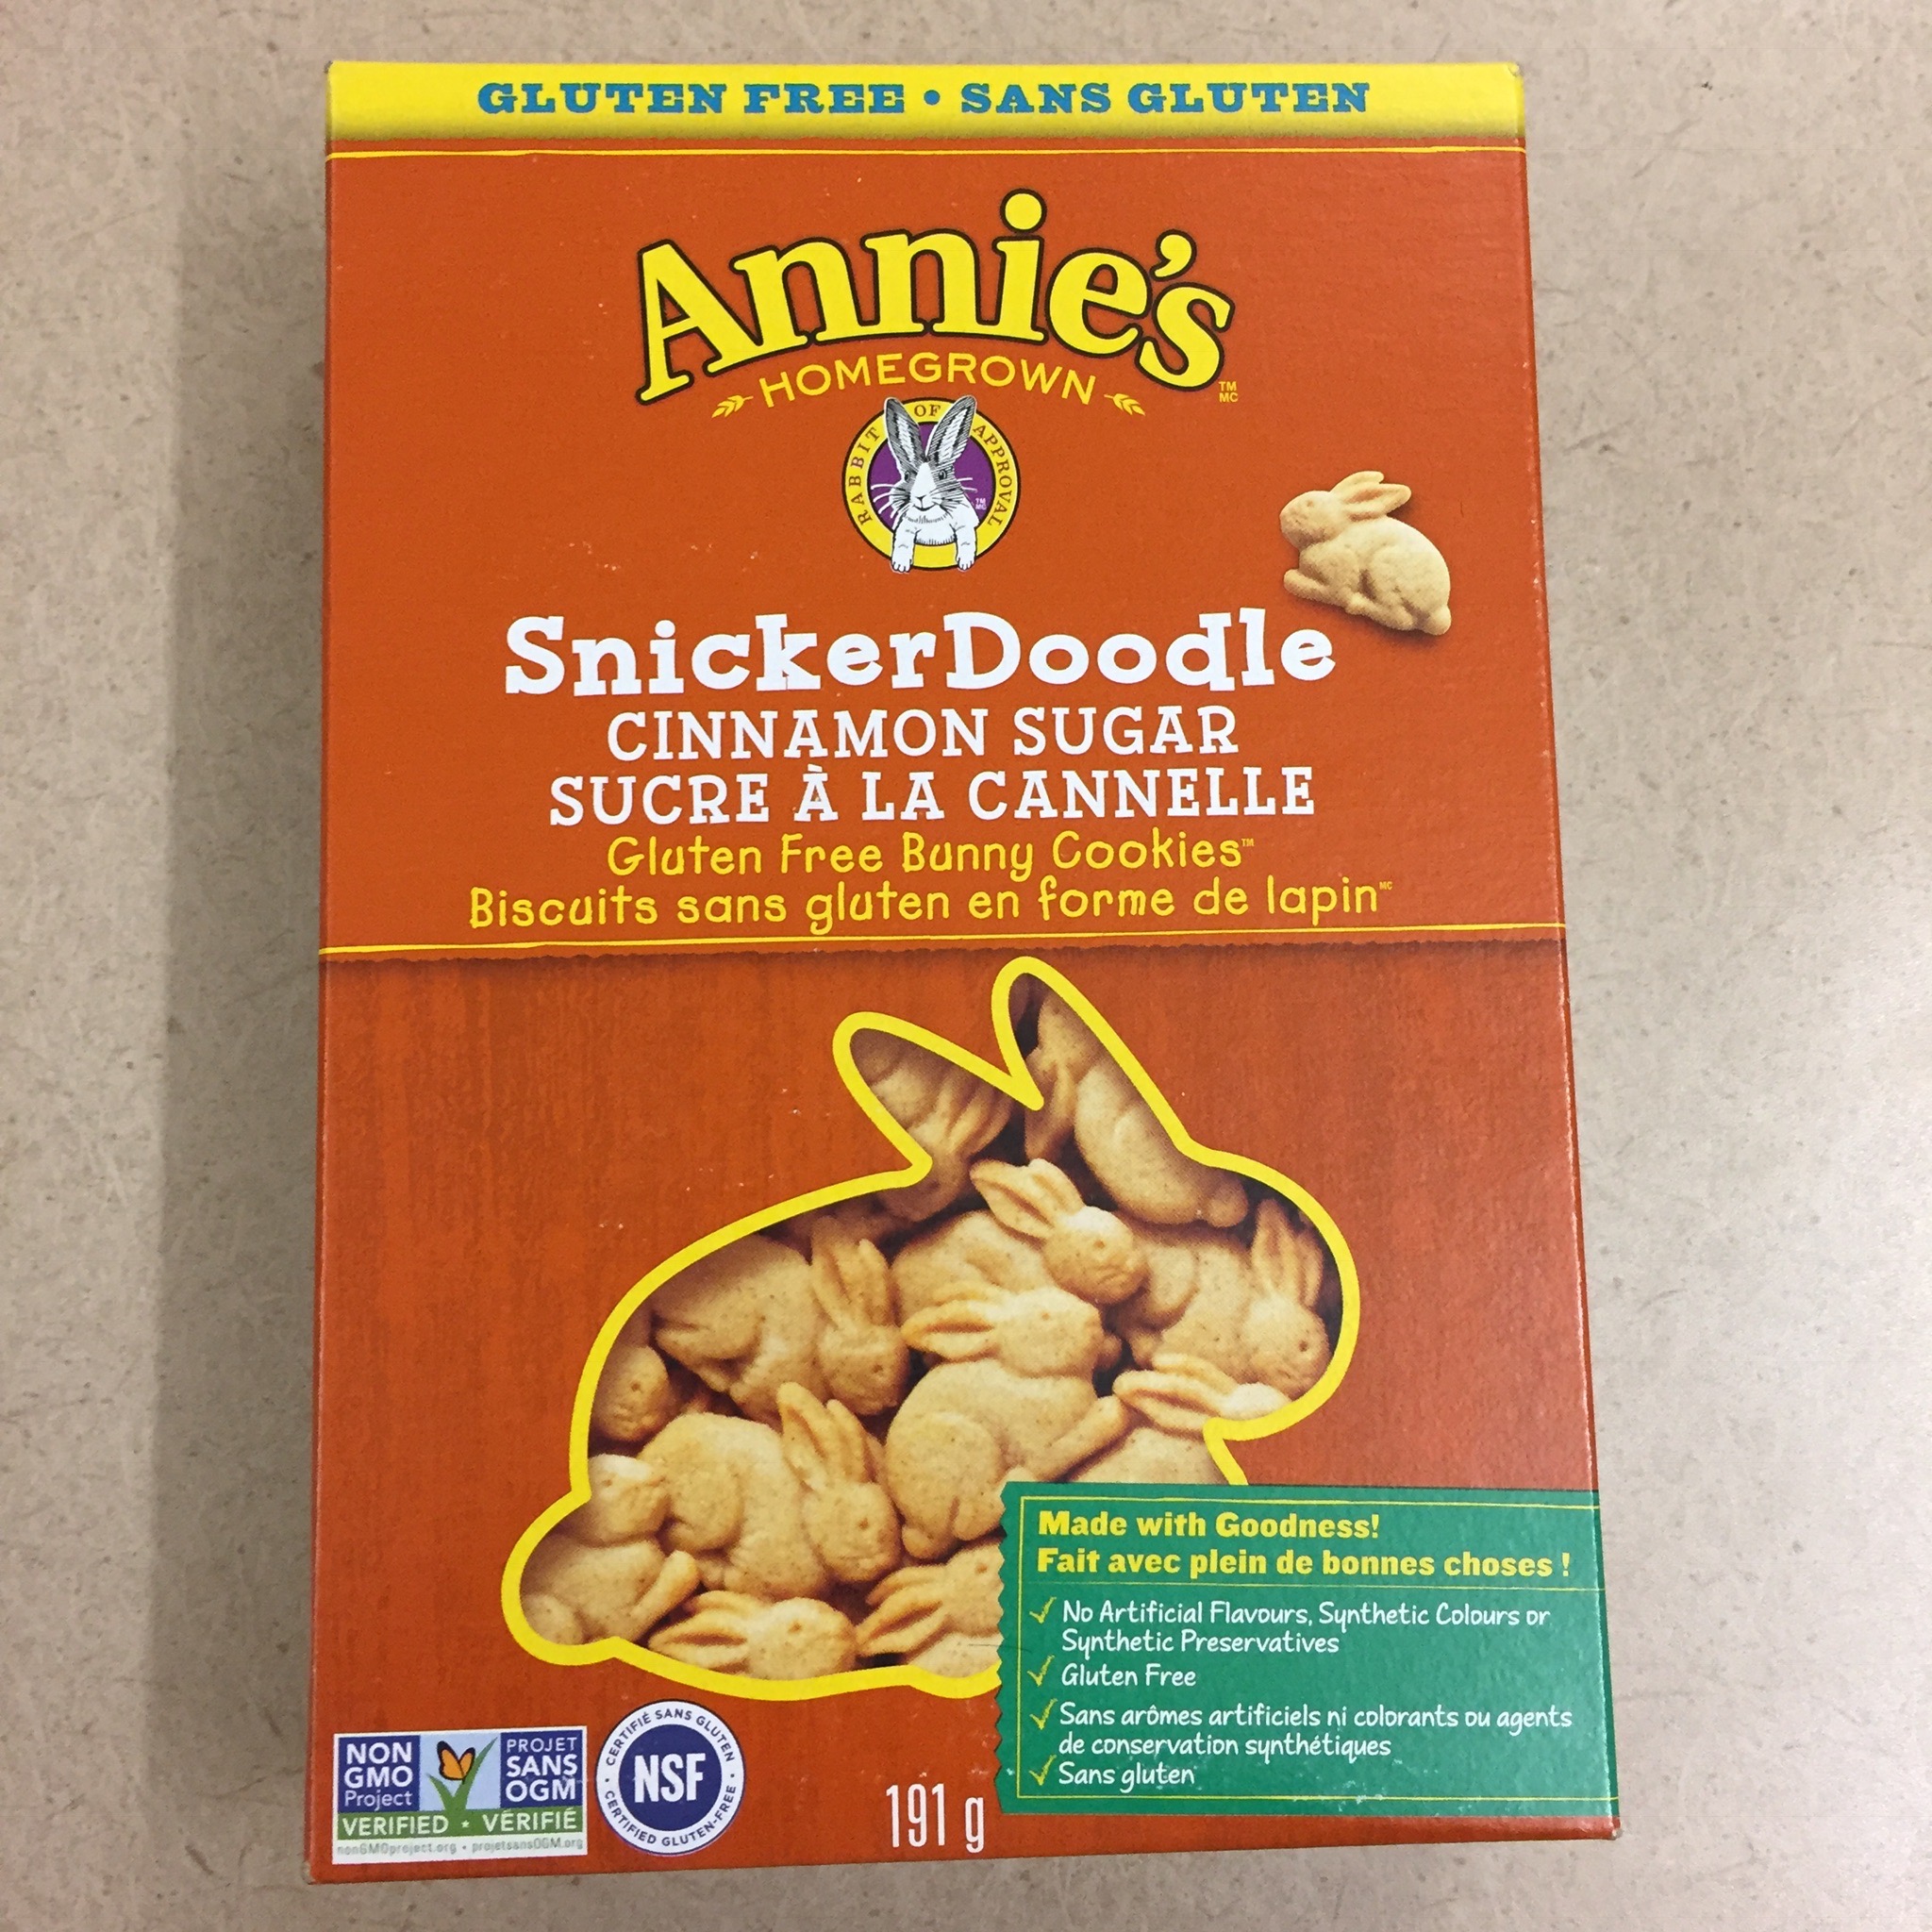 GLUTEN FREE • SANS GLUTEN
Annie's
TM
MC
HOMEGROWN
RABBIT OF APPROVAL
TM
MC
SnickerDoodle
CINNAMON SUGAR
SUCRE À LA CANNELLE
Gluten Free Bunny Cookies™
Biscuits sans gluten en forme de lapin MC
Made with Goodness!
Fait avec plein de bonnes choses !
✓ No Artificial Flavours, Synthetic Colours or
Synthetic Preservatives
✓ Gluten Free
✓ Sans arômes artificiels ni colorants ou agents
de conservation synthétiques
✓ Sans gluten
NON
GMO
Project
PROJET
SANS
OGM
VERIFIED • VÉRIFIÉ
nonGMOproject.org • projetsansOGM.org
CERTIFIÉ SANS GLUTEN
NSF
CERTIFIED GLUTEN-FREE
191 g